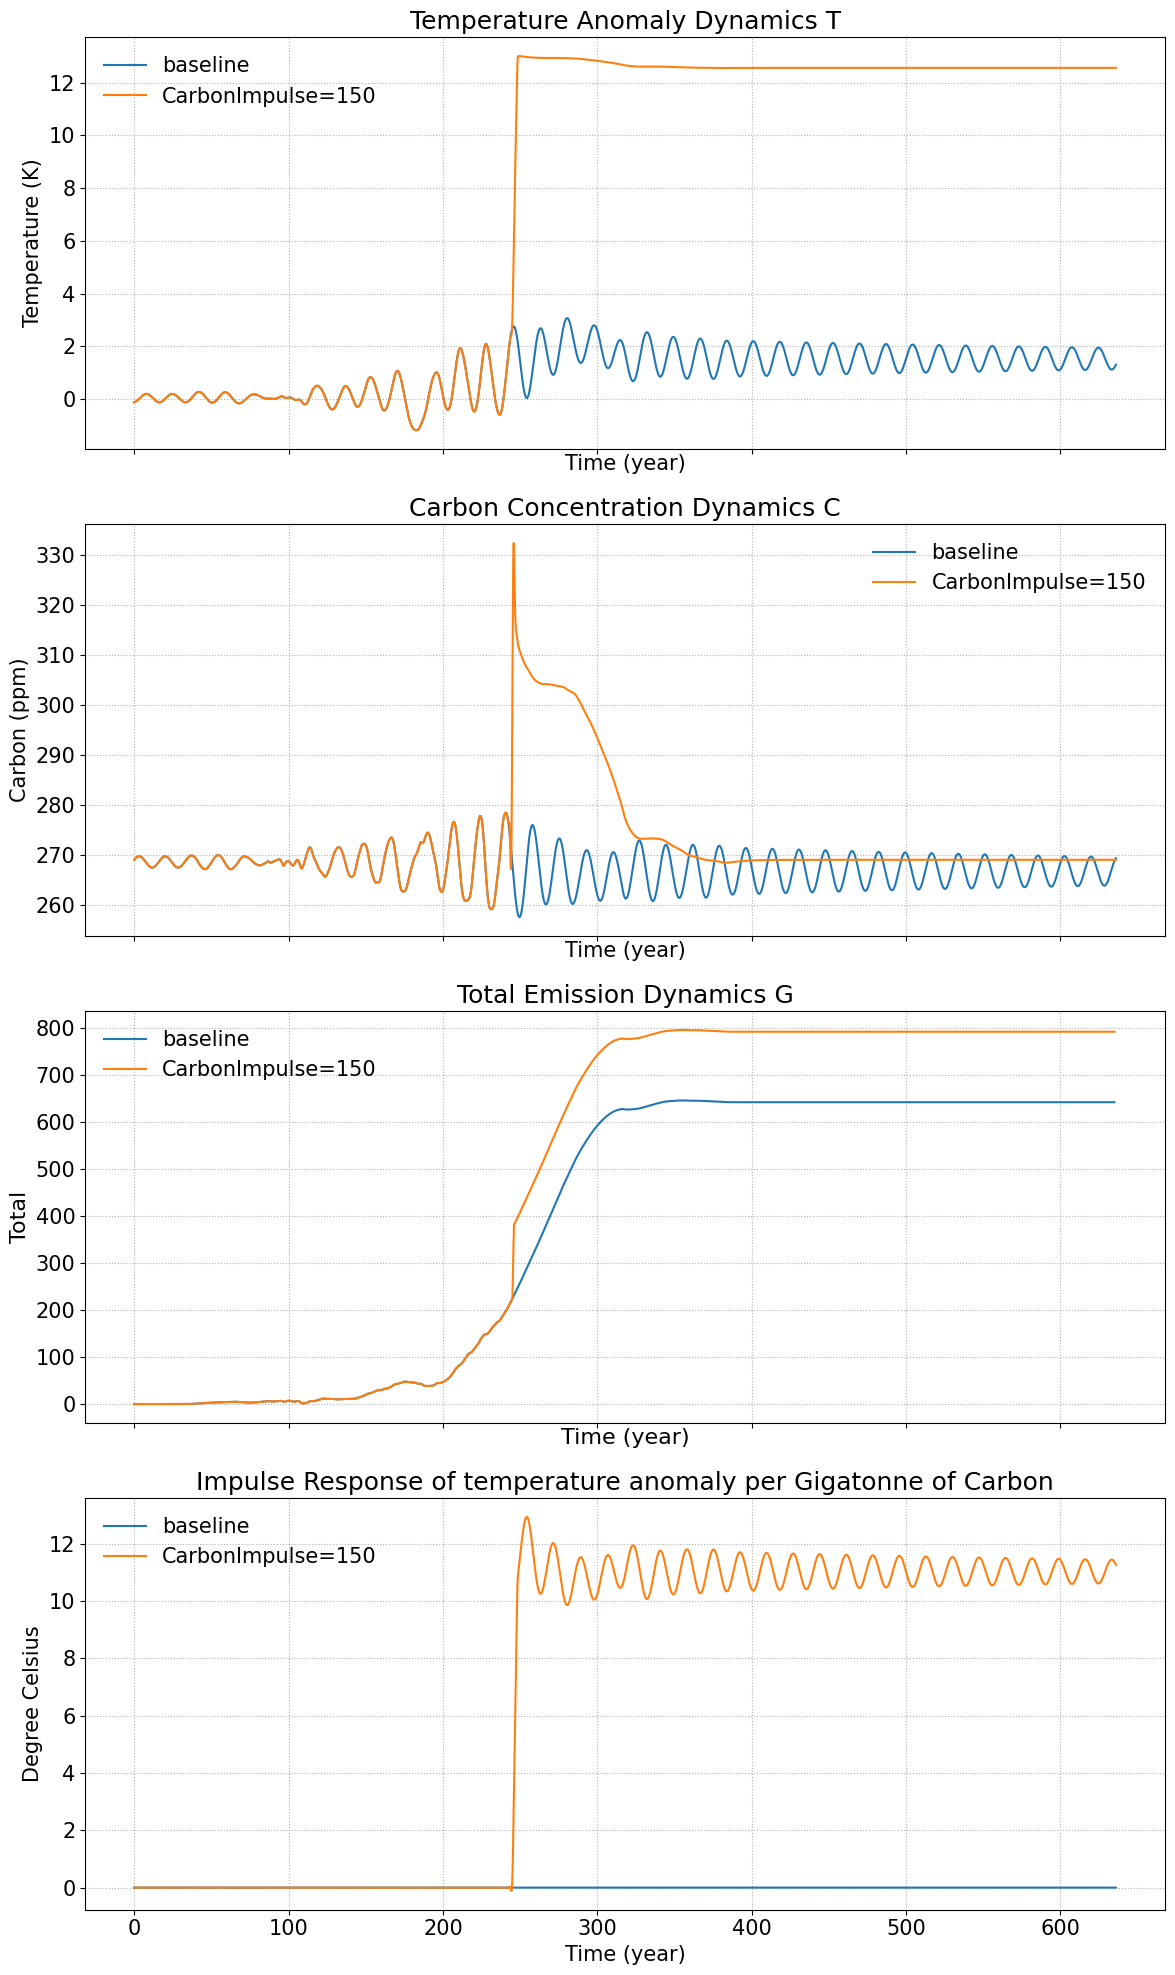 Temperature Anomaly Dynamics T
baseline
CarbonImpulse=150
Temperature (K)
12
10
8
6
4
2
0
Time (year)
Carbon Concentration Dynamics C
baseline
CarbonImpulse=150
Carbon (ppm)
330
320
310
300
290
280
270
260
Time (year)
Total Emission Dynamics G
baseline
CarbonImpulse=150
Total
800
700
600
500
400
300
200
100
0
Time (year)
Impulse Response of temperature anomaly per Gigatonne of Carbon
baseline
CarbonImpulse=150
Degree Celsius
12
10
8
6
4
2
0
0 100 200 300 400 500 600
Time (year)